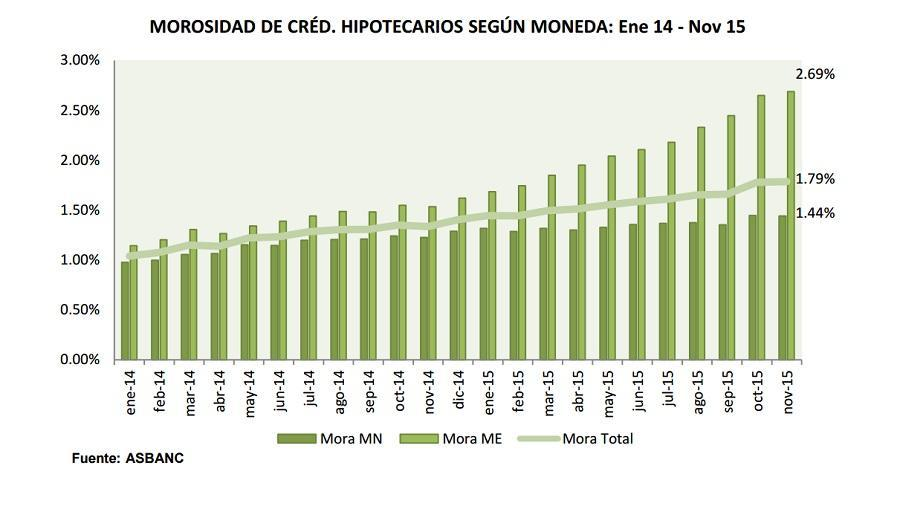 MOROSIDAD DE CRÉD. HIPOTECARIOS SEGÚN MONEDA: Ene 14 - Nov 15
3.00%
2.69%
2.50%
2.00%
1.79%
1.50%
1.44%
1.00%
0.50%
0.00%
ene-14
feb-14
mar-14
abr-14
may-14
jun-14
jul-14
ago-14
sep-14
oct-14
nov-14
dic-14
ene-15
feb-15
mar-15
abr-15
may-15
jun-15
jul-15
ago-15
sep-15
oct-15
nov-15
Mora MN Mora ME Mora Total
Fuente: ASBANC